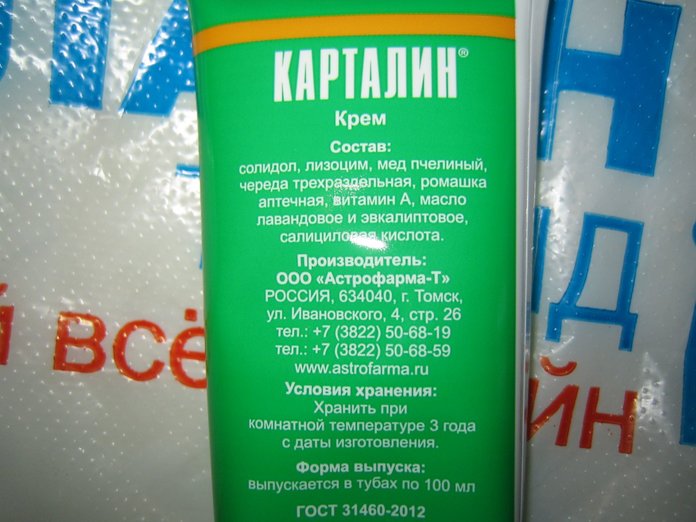 КАРТАЛИН®
Крем
Состав:
солидол, лизоцим, мед пчелиный,
череда трехраздельная, ромашка
аптечная, витамин А, масло
лавандовое и эвкалиптовое,
салициловая кислота.
Производитель:
ООО «Астрофарма-Т»
РОССИЯ, 634040, г. Томск,
ул. Ивановского, 4, стр. 26
тел.: +7 (3822) 50-68-19
тел.: +7 (3822) 50-68-59
www.astrofarma.ru
Условия хранения:
Хранить при
комнатной температуре 3 года
с даты изготовления.
Форма выпуска:
выпускается в тубах по 100 мл
ГОСТ 31460-2012
всё